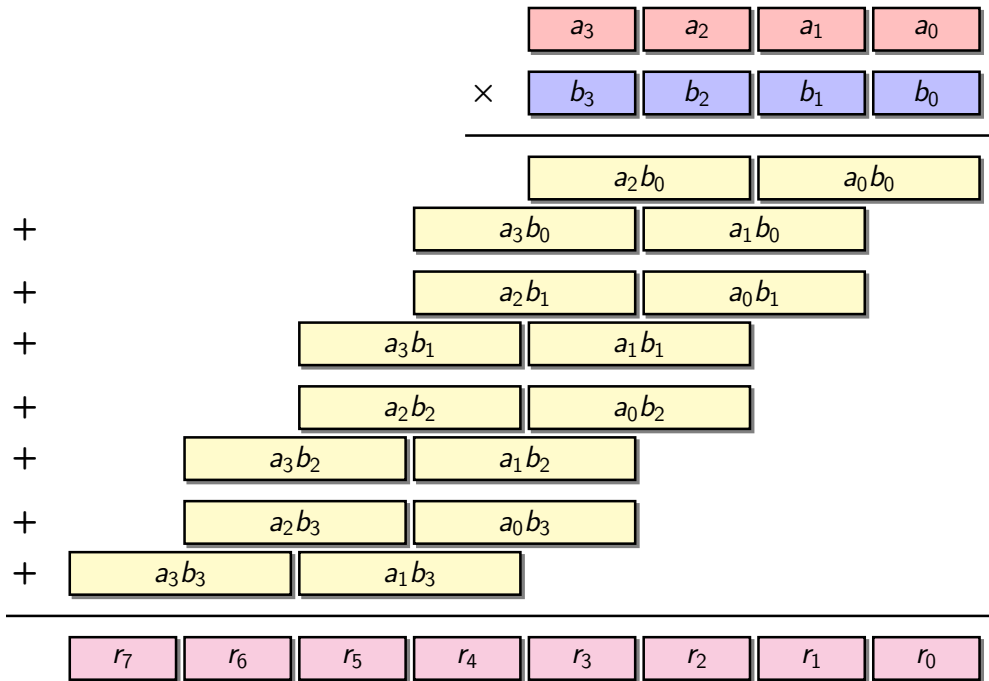 a₃ a₂ a₁ a₀
× b₃ b₂ b₁ b₀
a₂b₀ a₀b₀
+ a₃b₀ a₁b₀
+ a₂b₁ a₀b₁
+ a₃b₁ a₁b₁
+ a₂b₂ a₀b₂
+ a₃b₂ a₁b₂
+ a₂b₃ a₀b₃
+ a₃b₃ a₁b₃
r₇ r₆ r₅ r₄ r₃ r₂ r₁ r₀